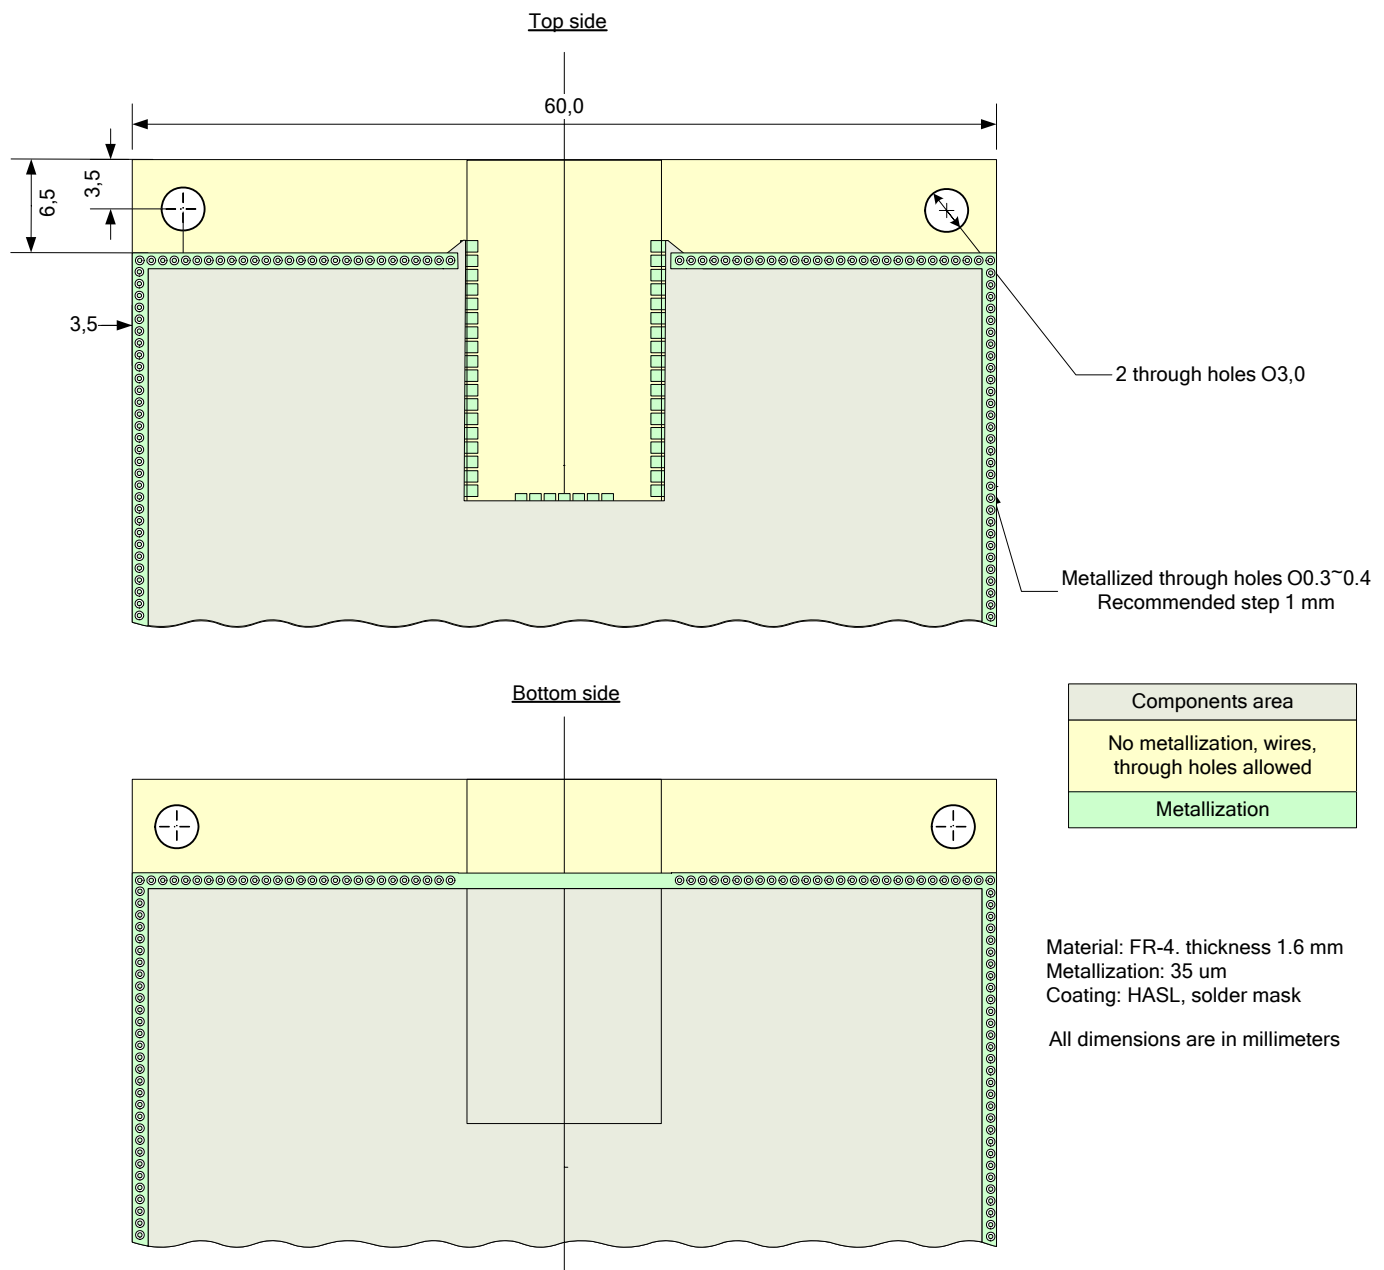 Top side
60,0
3,5
6,5
3,5
2 through holes O3,0
Metallized through holes O0.3~0.4
Recommended step 1 mm
Bottom side
Components area
No metallization, wires,
through holes allowed
Metallization
Material: FR-4. thickness 1.6 mm
Metallization: 35 um
Coating: HASL, solder mask
All dimensions are in millimeters